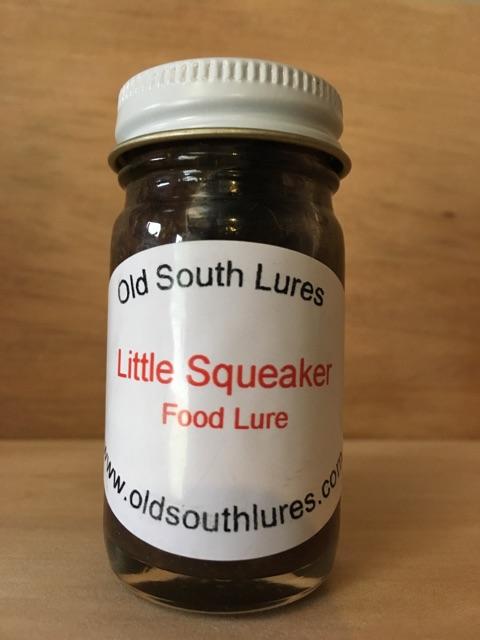 Old South Lures
Little Squeaker
Food Lure
www.oldsouthlures.com